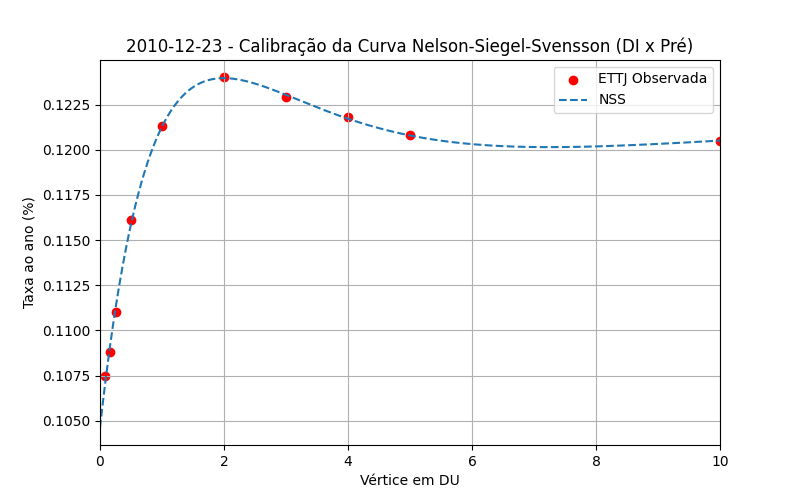 2010-12-23 - Calibração da Curva Nelson-Siegel-Svensson (DI x Pré)
ETTJ Observada
NSS
Taxa ao ano (%)
0.1225
0.1200
0.1175
0.1150
0.1125
0.1100
0.1075
0.1050
0 2 4 6 8 10
Vértice em DU